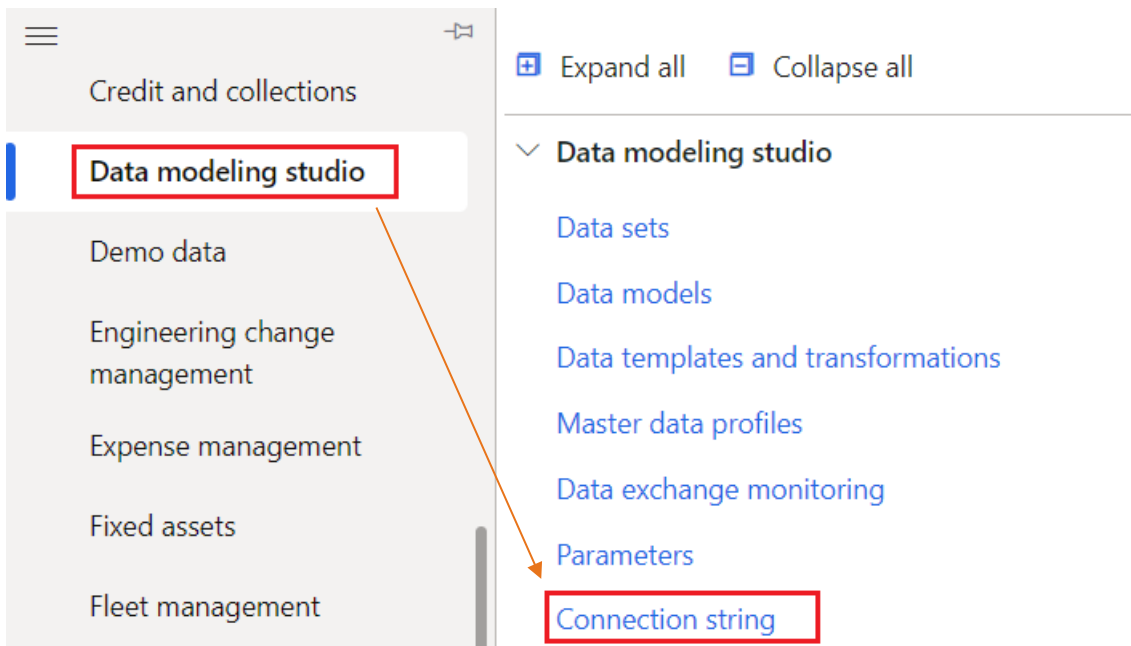 Credit and collections
Data modeling studio
Demo data
Engineering change
management
Expense management
Fixed assets
Fleet management
Expand all
Collapse all
Data modeling studio
Data sets
Data models
Data templates and transformations
Master data profiles
Data exchange monitoring
Parameters
Connection string